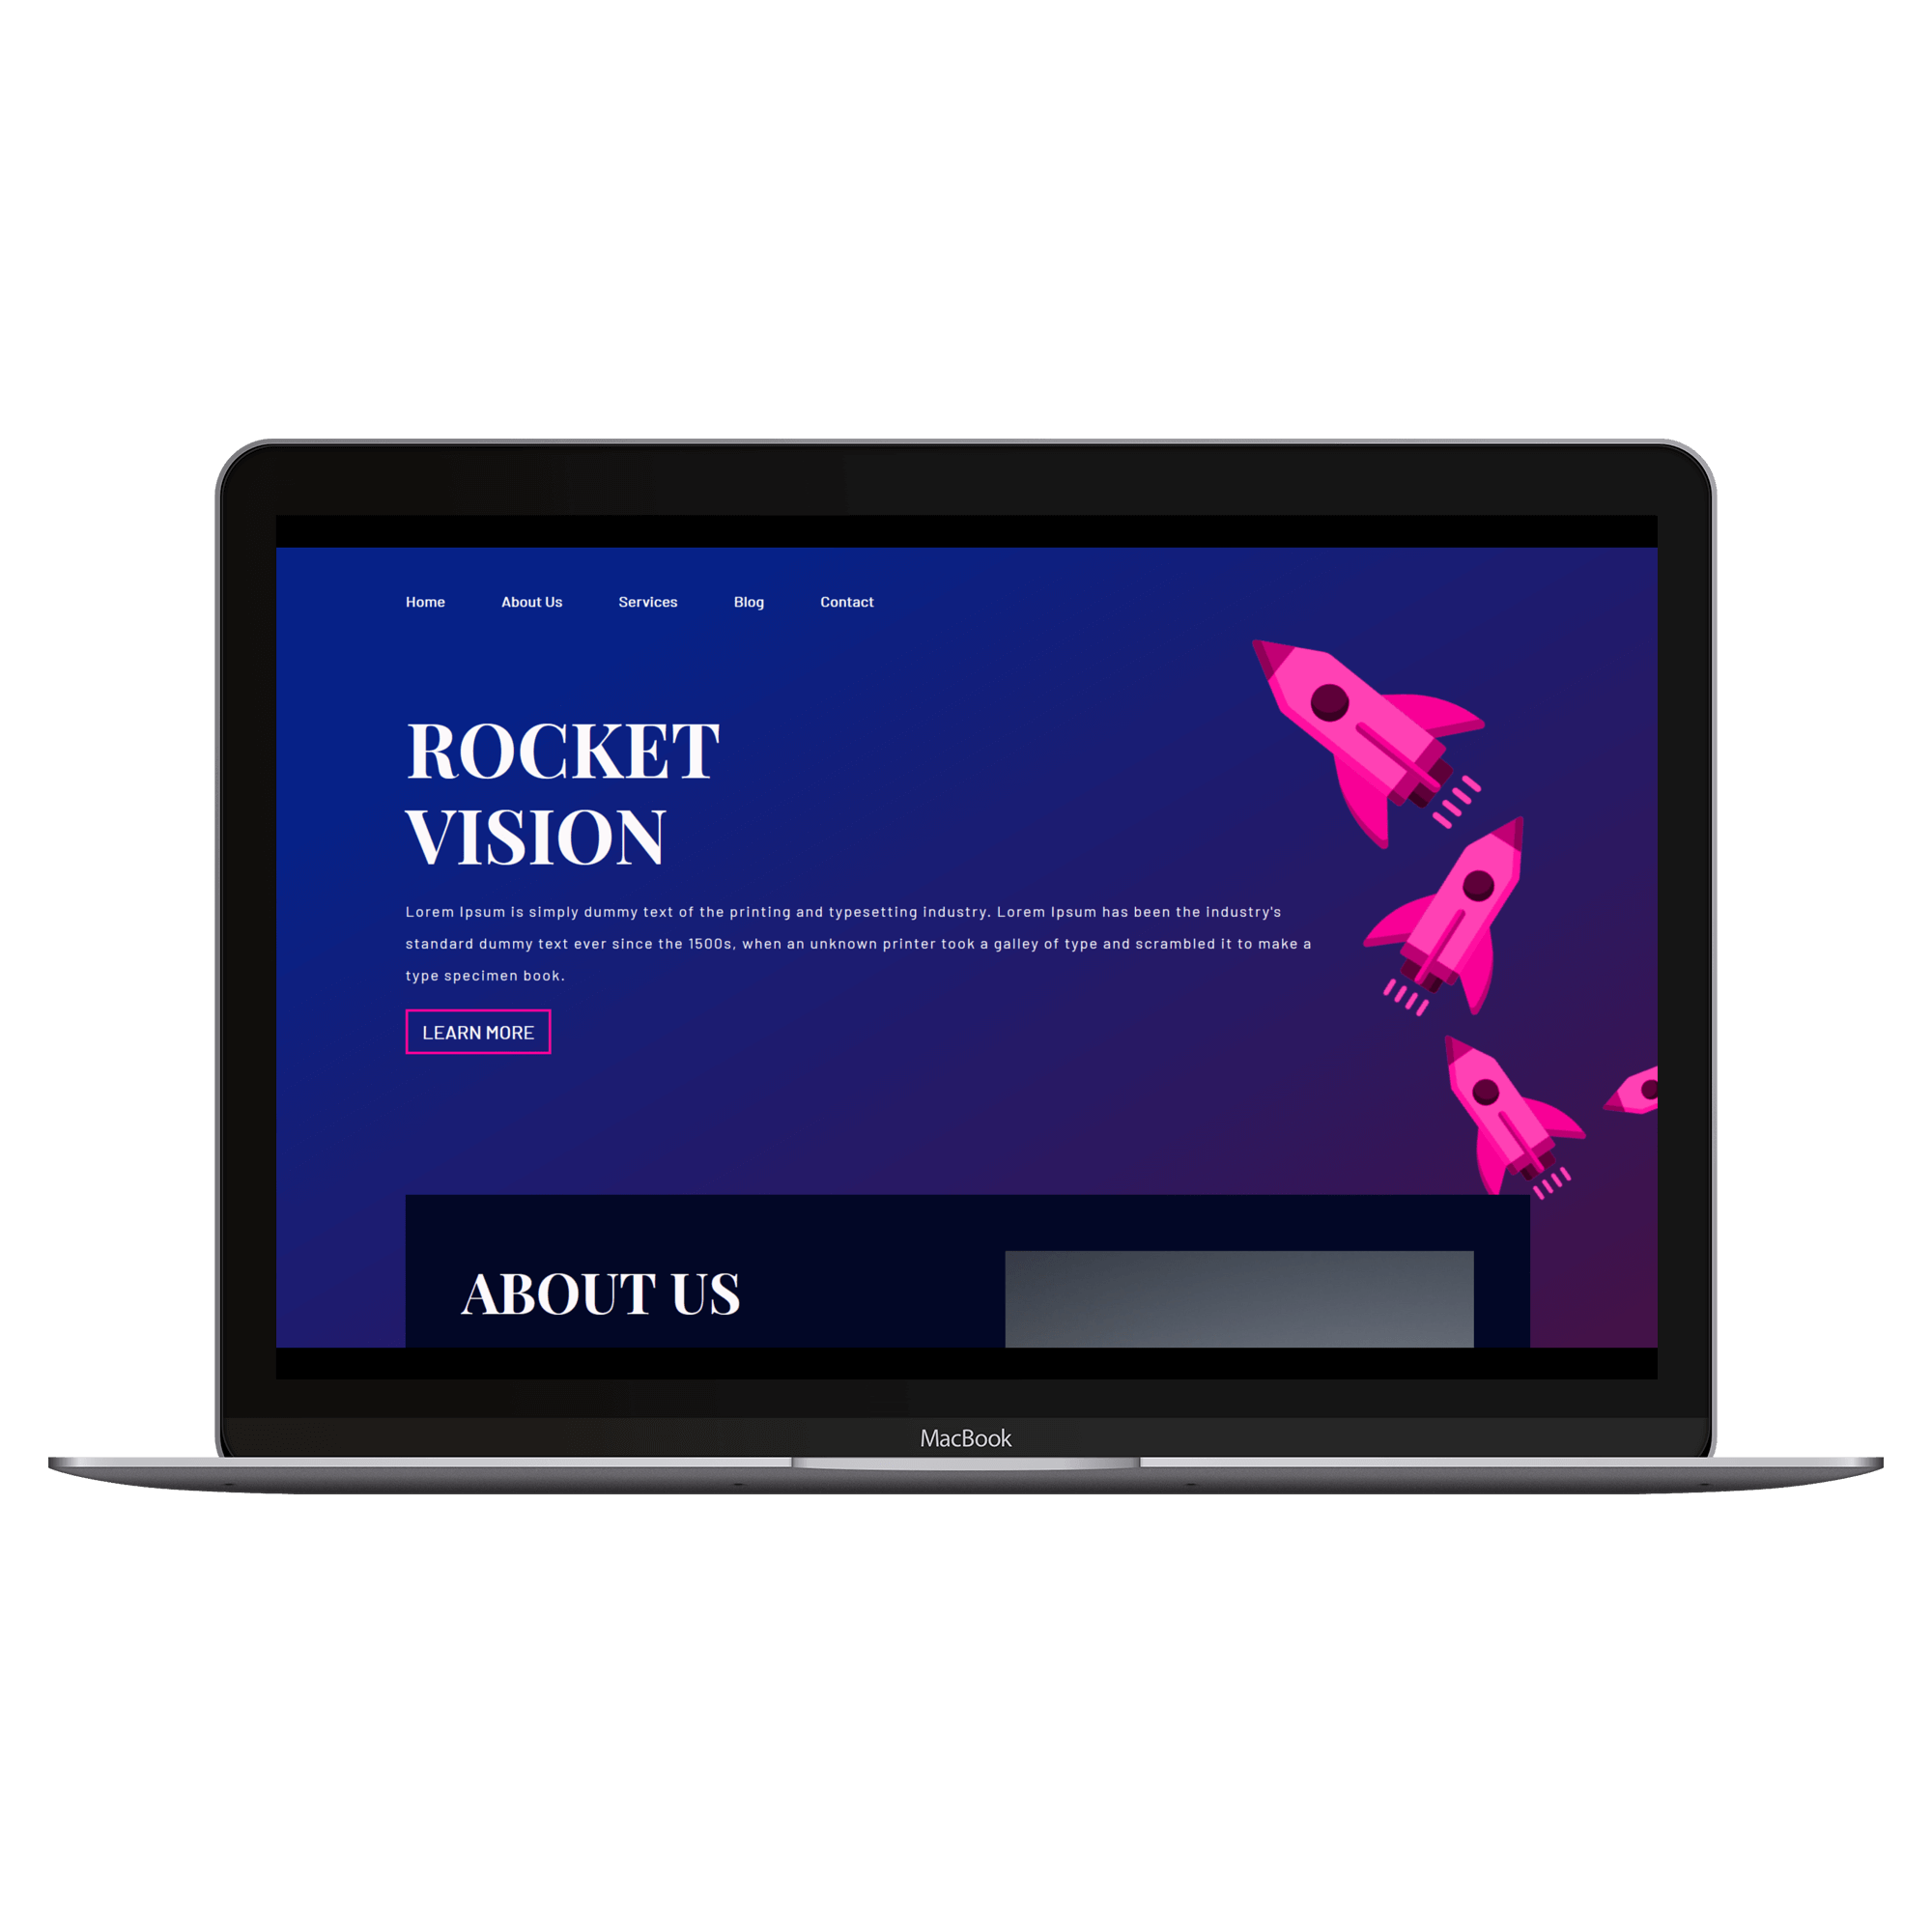 Home About Us Services Blog Contact
ROCKET
VISION
Lorem Ipsum is simply dummy text of the printing and typesetting industry. Lorem Ipsum has been the industry's
standard dummy text ever since the 1500s, when an unknown printer took a galley of type and scrambled it to make a
type specimen book.
LEARN MORE
ABOUT US
MacBook